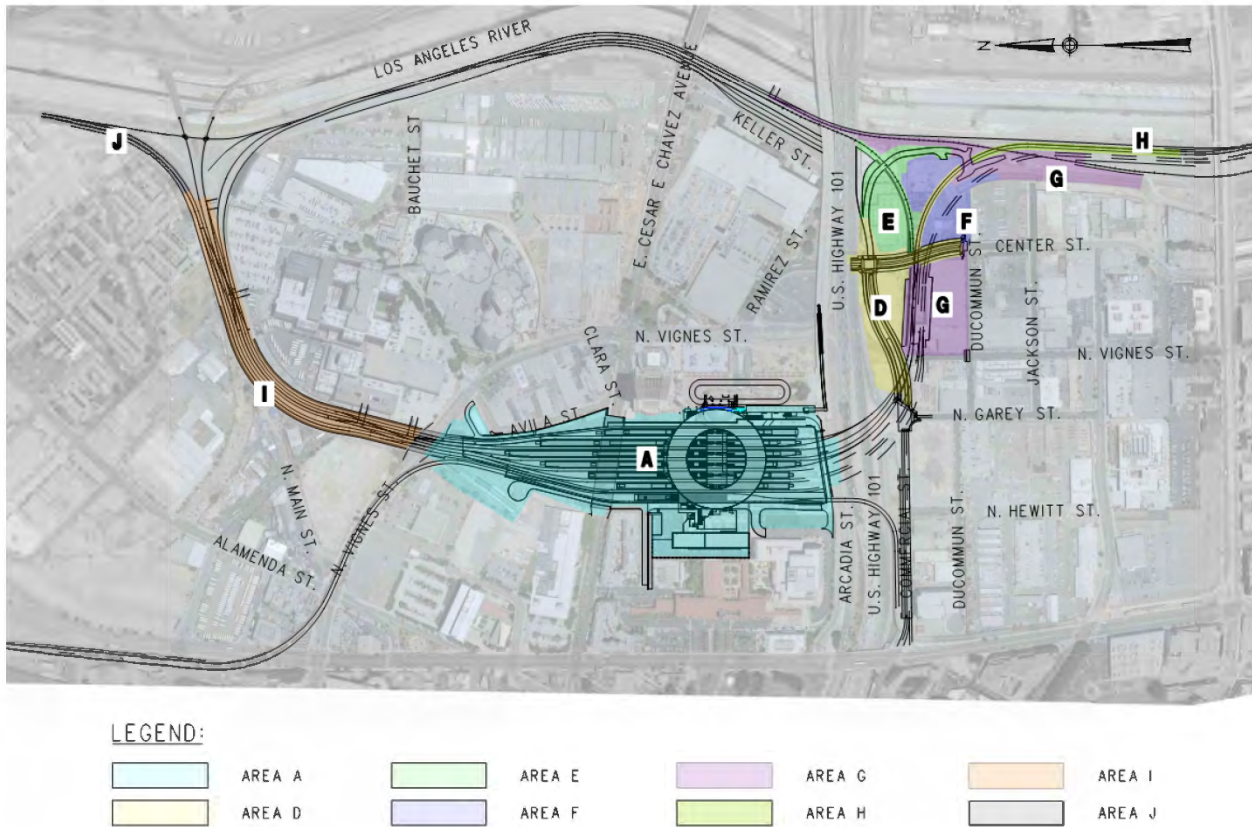 N
LOS ANGELES RIVER
J
BAUCHET ST
E. CESAR E CHAVEZ AVENUE
KELLER ST.
H
G
U.S. HIGHWAY 101
E
F
CENTER ST.
RAMIREZ ST.
D
G
DUCOMMUN ST.
JACKSON ST.
N. VIGNES ST.
N. VIGNES ST.
CLARA ST.
I
AVILA ST.
N. GAREY ST.
A
N. MAIN ST.
N. VIGNES ST.
ALAMENDA ST.
ARCADIA ST.
U.S. HIGHWAY 101
COMMERCIAL ST.
DUCOMMUN ST.
N. HEWITT ST.
LEGEND:
AREA A
AREA E
AREA G
AREA I
AREA D
AREA F
AREA H
AREA J